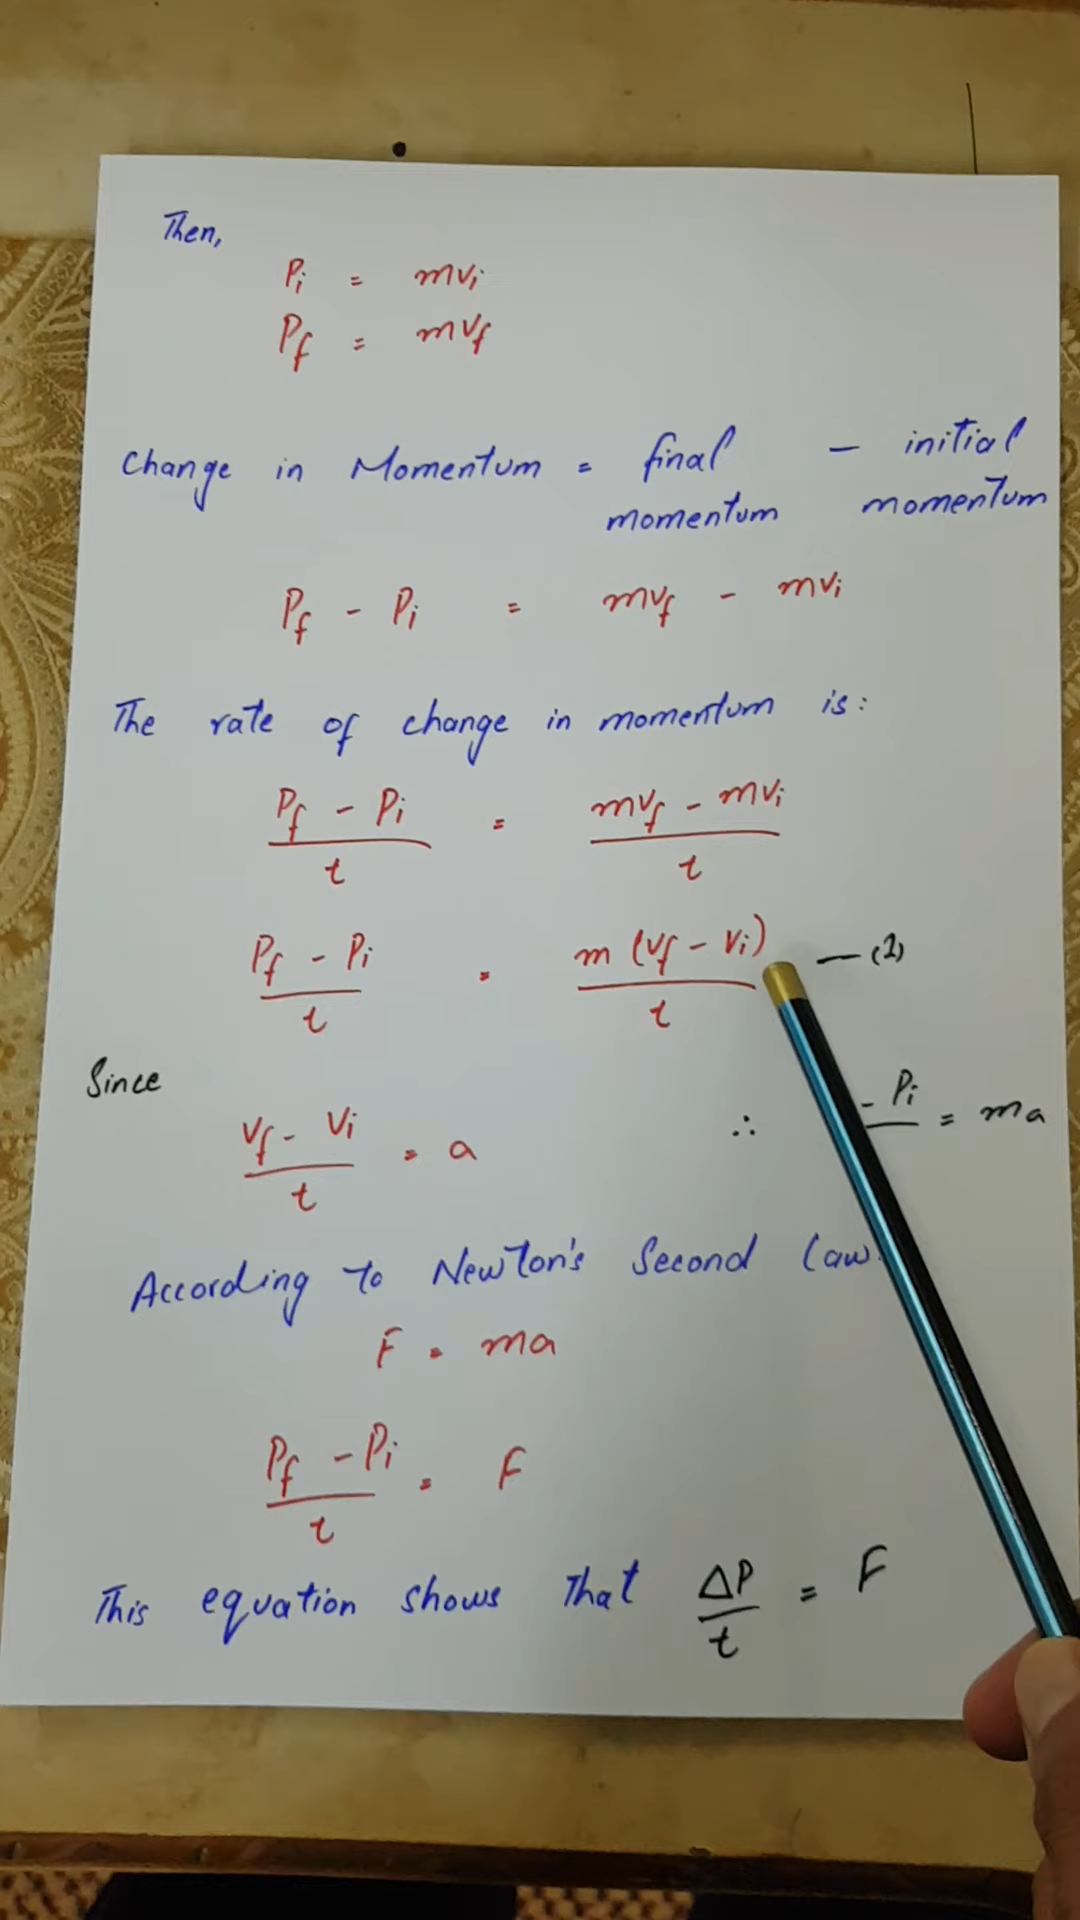 Then,
Pi = mvi
Pf = mvf
Change in Momentum = final momentum - initial momentum
Pf - Pi = mvf - mvi
The rate of change in momentum is:
Pf - Pi / t = mvf - mvi / t
Pf - Pi / t = m (vf - vi) / t — (1)
Since
vf - vi / t = a ∴ - Pi = ma
According to Newton's Second Law
F = ma
Pf - Pi / t = F
This equation shows that ΔP / t = F